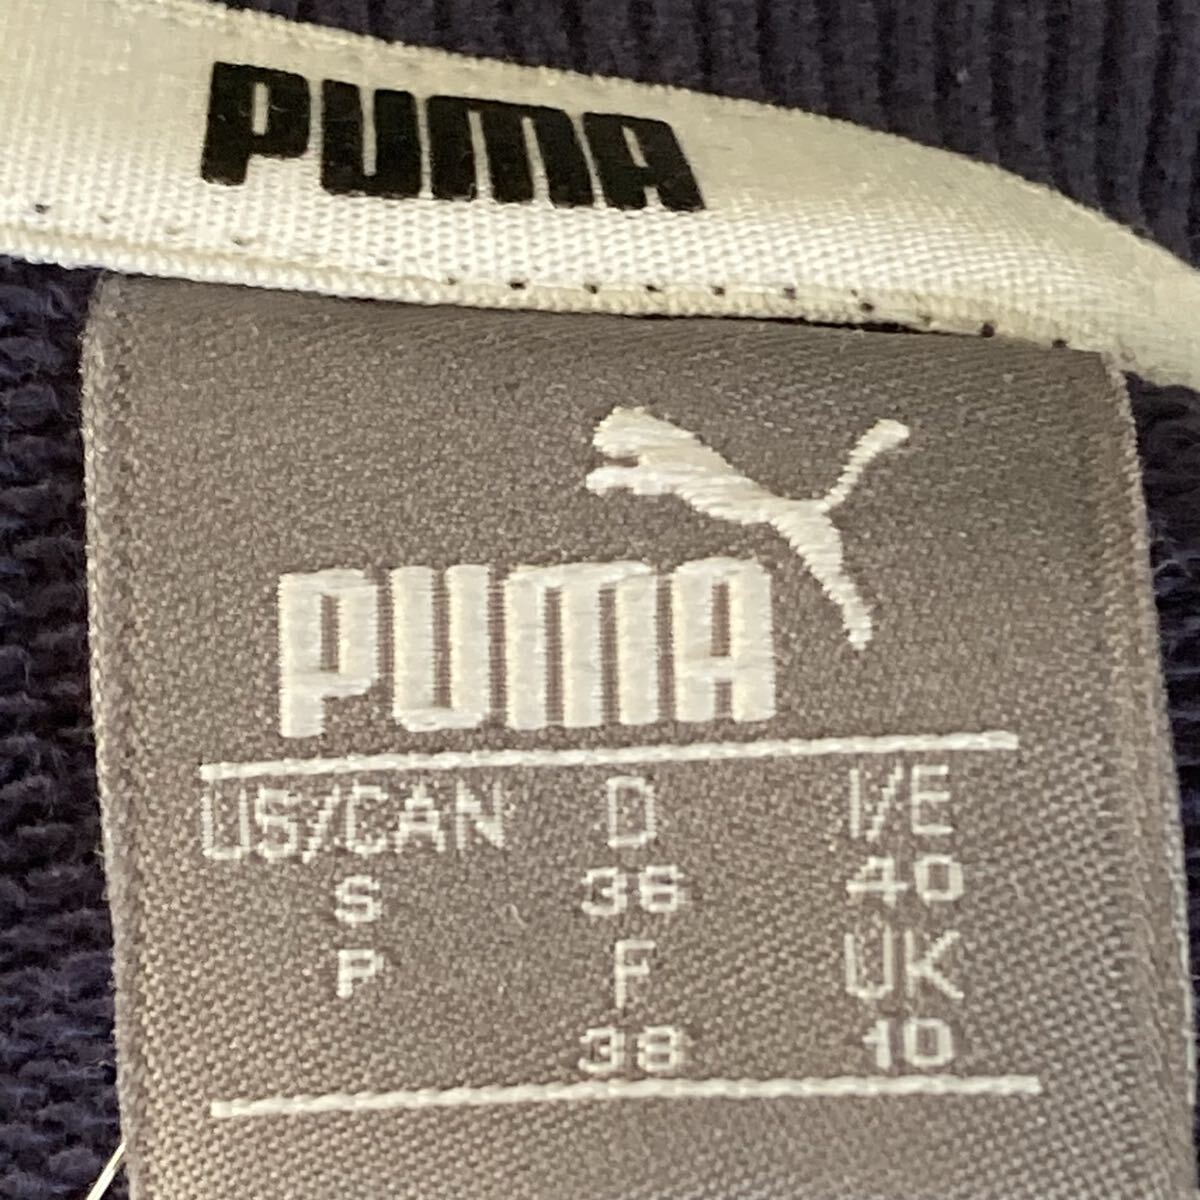 PUMA
PUMA
US/CAN D I/E
S 36 40
P F UK
38 10